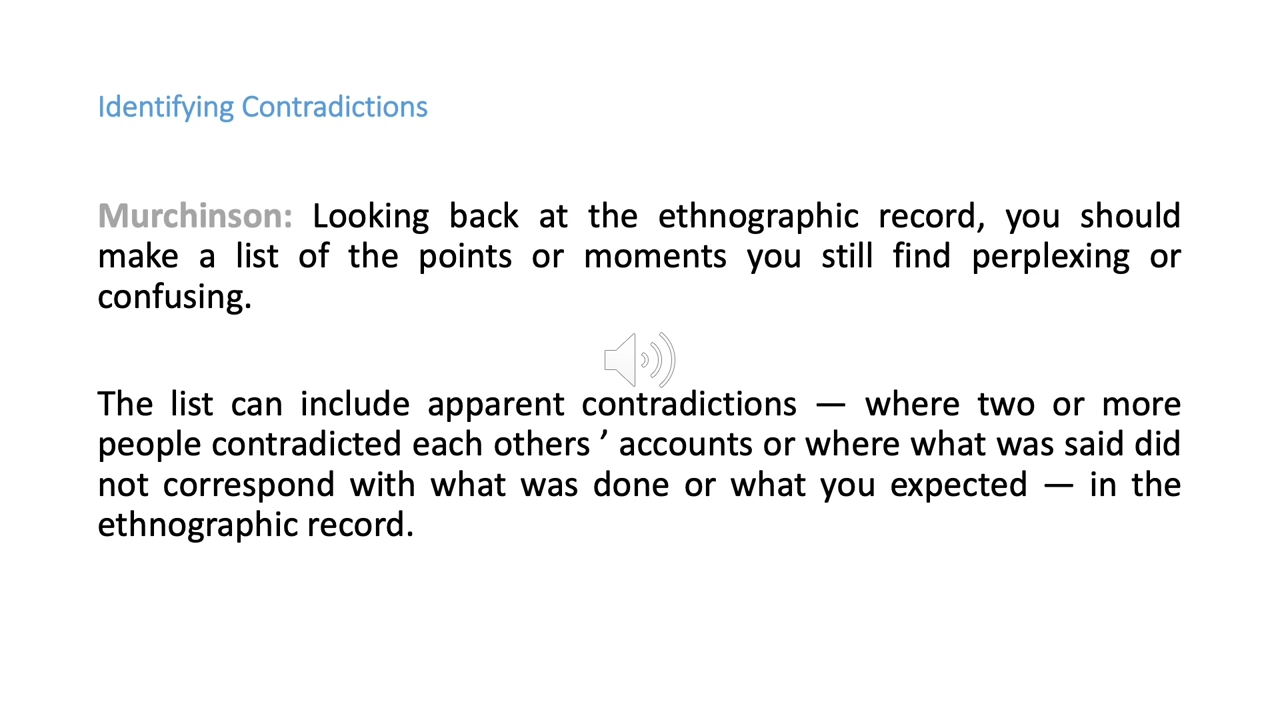 Identifying Contradictions
Murchinson: Looking back at the ethnographic record, you should
make a list of the points or moments you still find perplexing or
confusing.
The list can include apparent contradictions — where two or more
people contradicted each others ’ accounts or where what was said did
not correspond with what was done or what you expected — in the
ethnographic record.